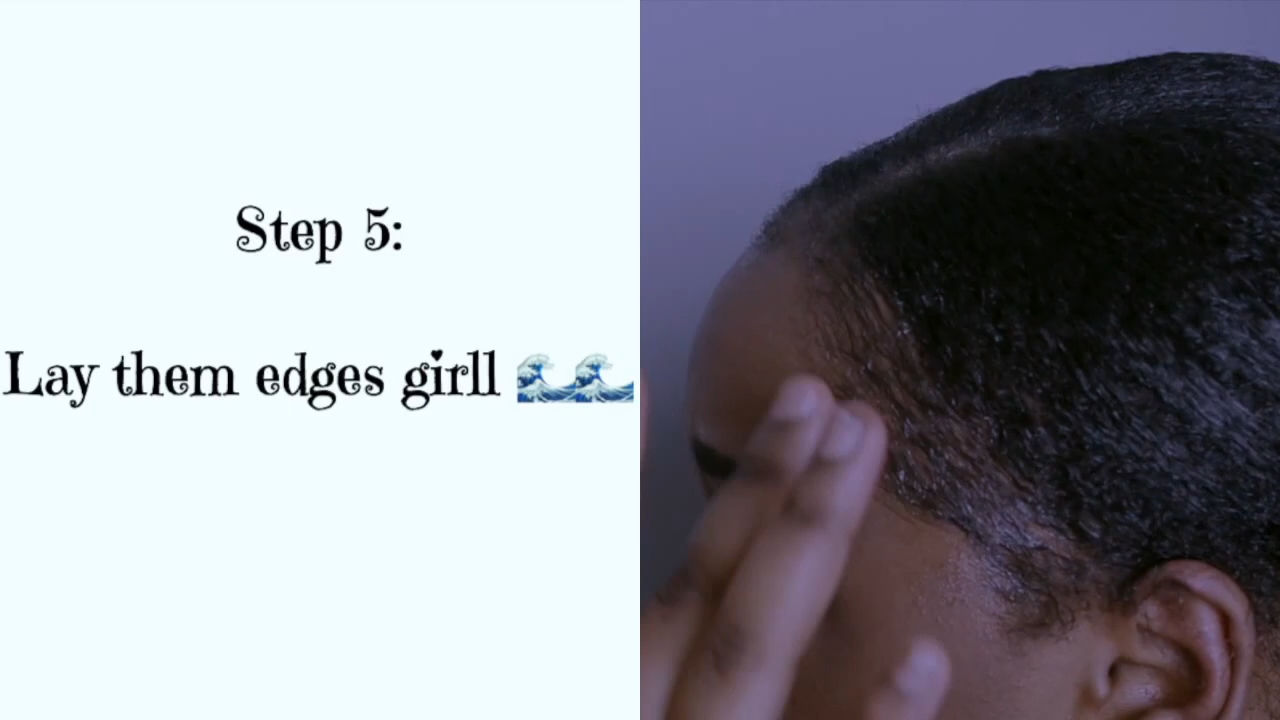 Step 5:
Lay them edges girll 🌊🌊